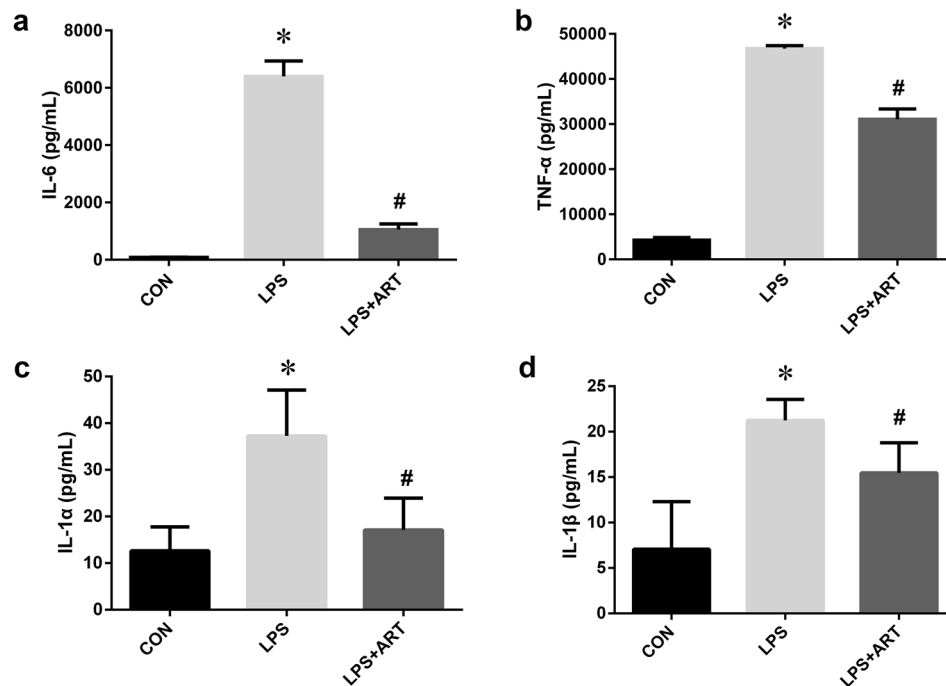 a
IL-6 (pg/mL)
8000
6000
4000
2000
0
*
#
CON
LPS
LPS+ART
b
TNF-α (pg/mL)
50000
40000
30000
20000
10000
0
*
#
CON
LPS
LPS+ART
c
IL-1α (pg/mL)
50
40
30
20
10
0
*
#
CON
LPS
LPS+ART
d
IL-1β (pg/mL)
25
20
15
10
5
0
*
#
CON
LPS
LPS+ART